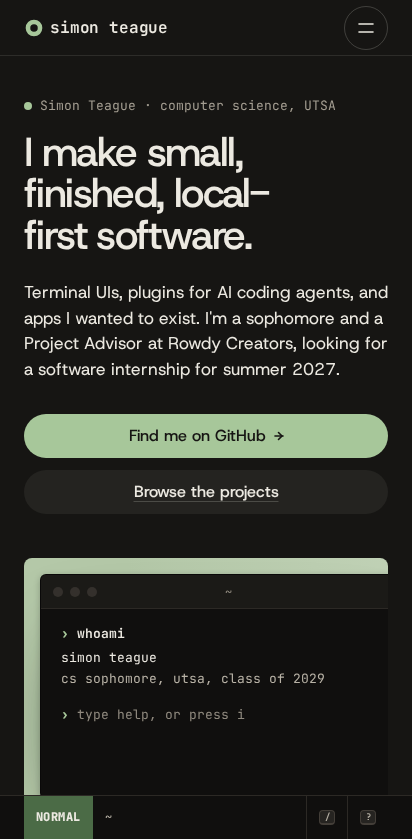 simon teague
Simon Teague · computer science, UTSA
I make small,
finished, local-
first software.
Terminal UIs, plugins for AI coding agents, and
apps I wanted to exist. I'm a sophomore and a
Project Advisor at Rowdy Creators, looking for
a software internship for summer 2027.
Find me on GitHub →
Browse the projects
~
› whoami
simon teague
cs sophomore, utsa, class of 2029
› type help, or press i
NORMAL ~ / ?